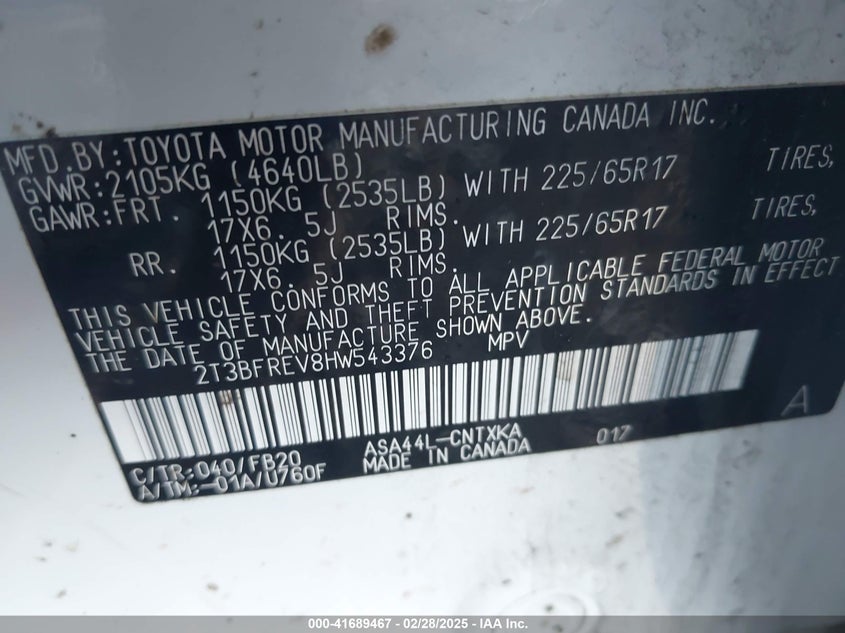 MFD.BY:TOYOTA MOTOR MANUFACTURING CANADA INC.
GVWR:2105KG (4640LB)
GAWR:FRT. 1150KG (2535LB) WITH 225/65R17 TIRES,
17X6. 5J RIMS.
RR. 1150KG (2535LB) WITH 225/65R17 TIRES,
17X6. 5J RIMS.
THIS VEHICLE CONFORMS TO ALL APPLICABLE FEDERAL MOTOR
VEHICLE SAFETY AND THEFT PREVENTION STANDARDS IN EFFECT
THE DATE OF MANUFACTURE SHOWN ABOVE.
2T3BFREV8HW543376 MPV
A
C/TR:040/FB20 ASA44L-CNTXKA 017
A/TM:-01A/U760F MADE IN CANADA
000-41689467 - 02/28/2025 - IAA Inc.